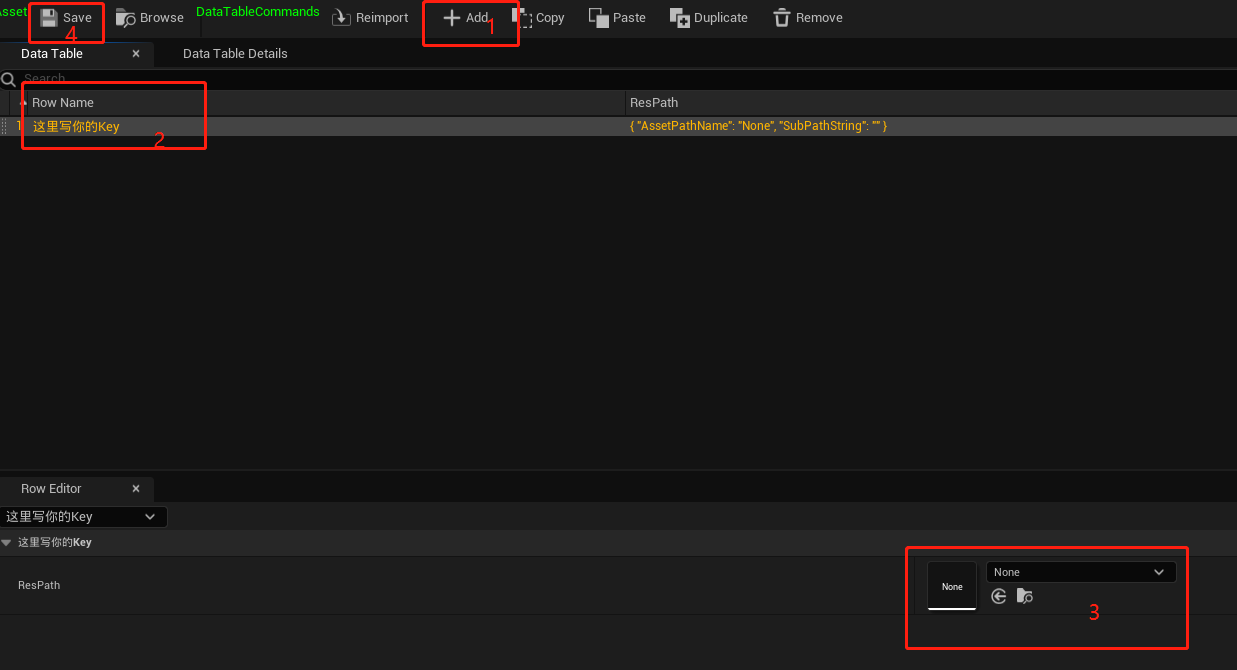 Asset
Save
4
Browse
DataTableCommands
Reimport
Add
1
Copy
Paste
Duplicate
Remove
Data Table
Data Table Details
Search
Row Name
ResPath
1
这里写你的Key
2
{ "AssetPathName": "None", "SubPathString": "" }
Row Editor
这里写你的Key
这里写你的Key
ResPath
None
None
3